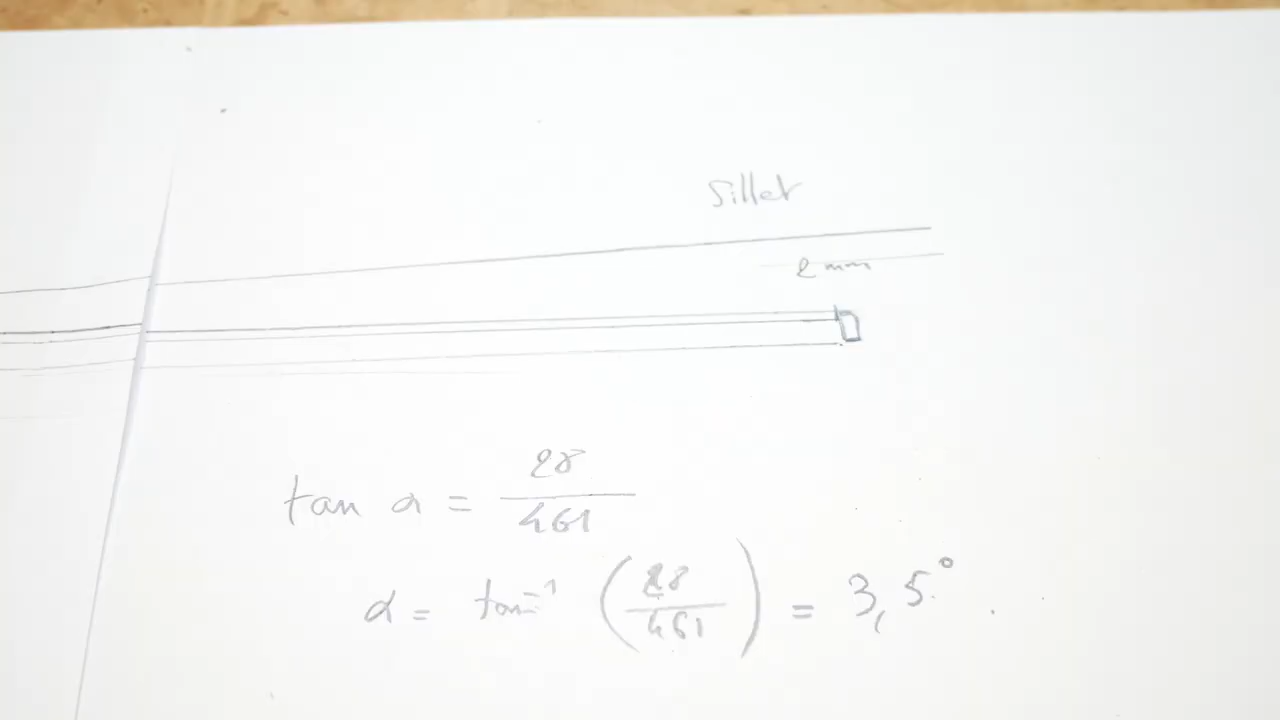 Sillet
2 mm
tan α = 28/461
α = tan⁻¹ (28/461) = 3,5°